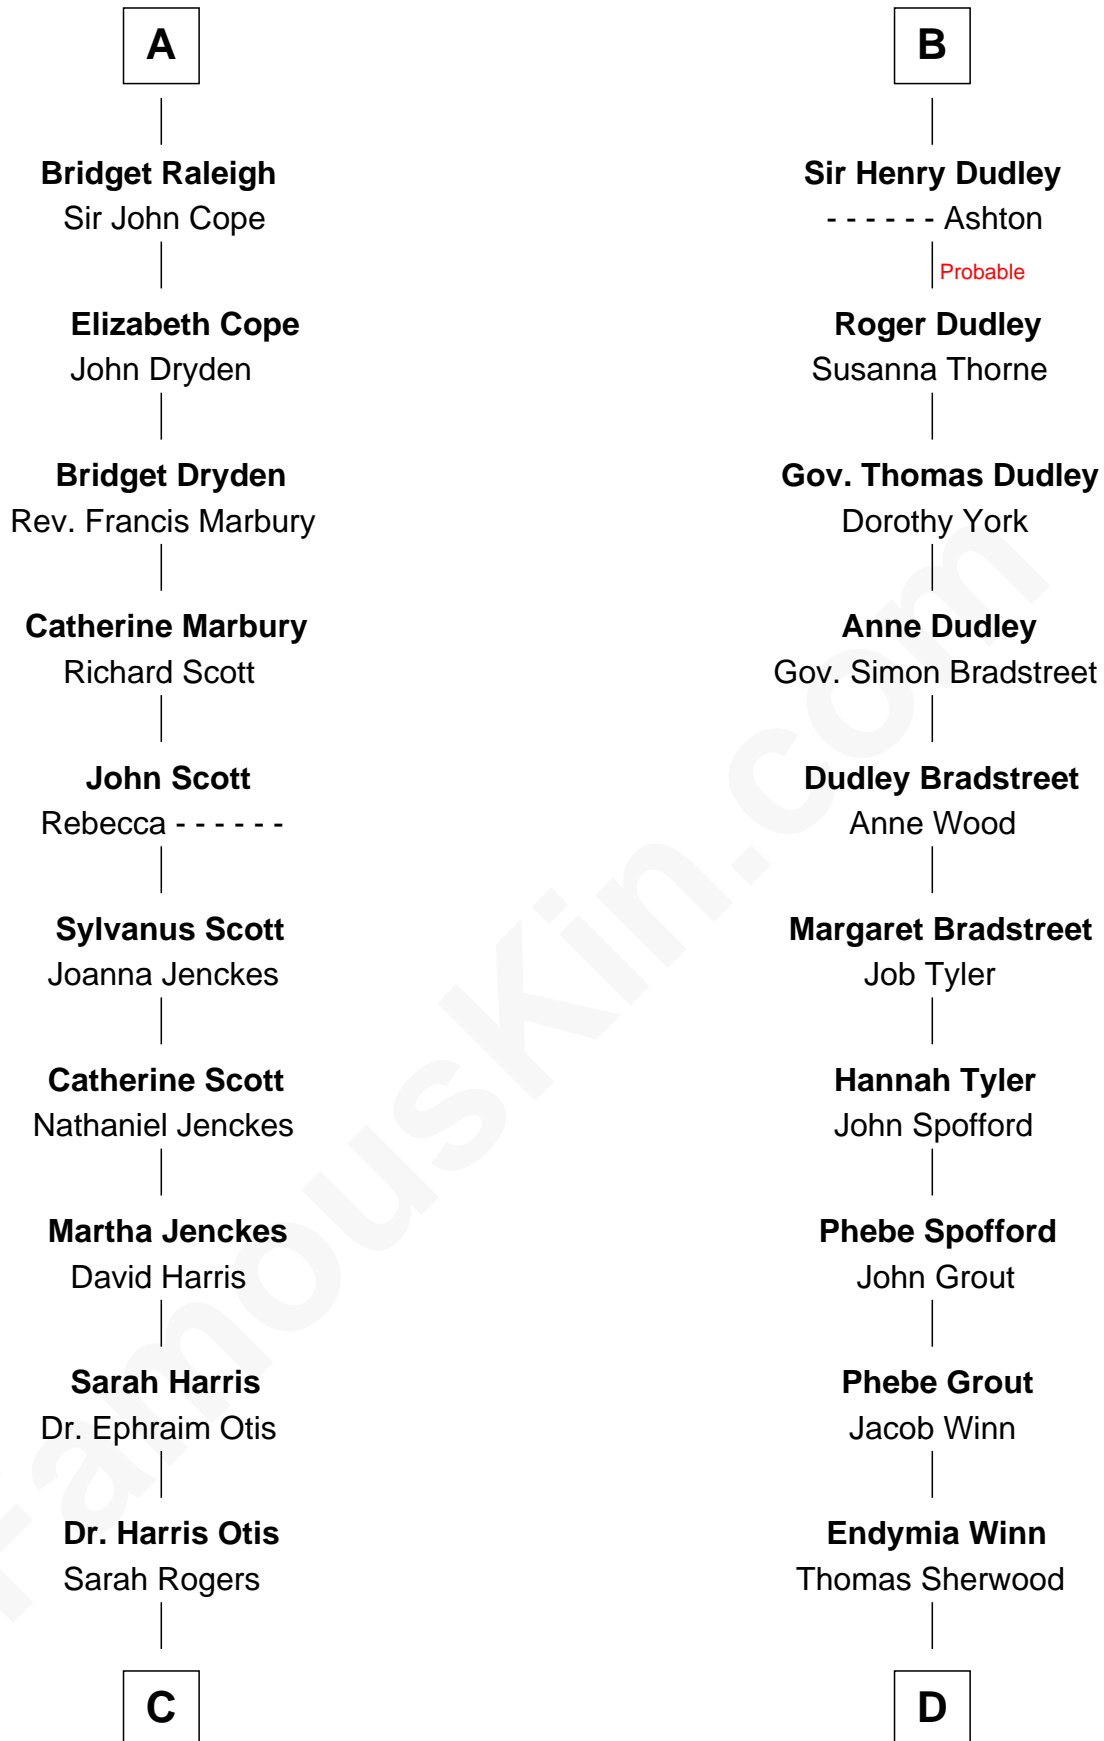 A
Bridget Raleigh
Sir John Cope
Elizabeth Cope
John Dryden
Bridget Dryden
Rev. Francis Marbury
Catherine Marbury
Richard Scott
John Scott
Rebecca - - - - - -
Sylvanus Scott
Joanna Jenckes
Catherine Scott
Nathaniel Jenckes
Martha Jenckes
David Harris
Sarah Harris
Dr. Ephraim Otis
Dr. Harris Otis
Sarah Rogers
C
B
Sir Henry Dudley
- - - - - - Ashton
Probable
Roger Dudley
Susanna Thorne
Gov. Thomas Dudley
Dorothy York
Anne Dudley
Gov. Simon Bradstreet
Dudley Bradstreet
Anne Wood
Margaret Bradstreet
Job Tyler
Hannah Tyler
John Spofford
Phebe Spofford
John Grout
Phebe Grout
Jacob Winn
Endymia Winn
Thomas Sherwood
D
FamousKin.com